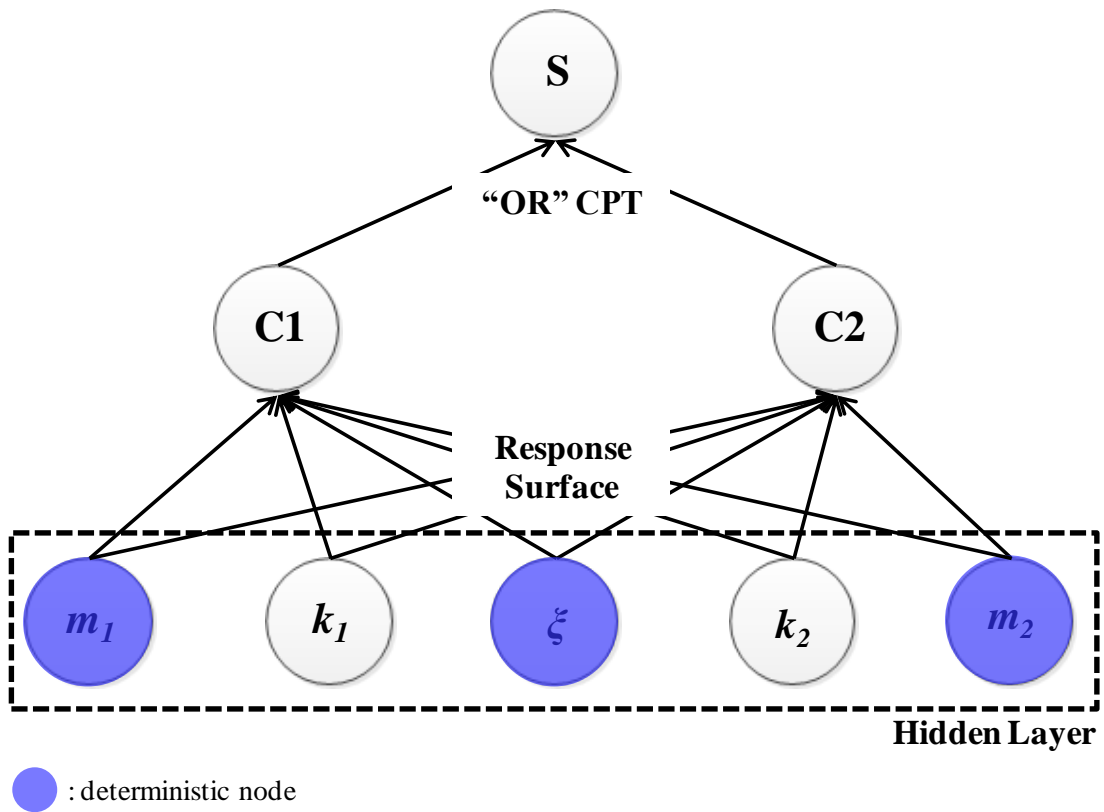 S
“OR” CPT
C1
C2
Response
Surface
m1
k1
ξ
k2
m2
Hidden Layer
: deterministic node